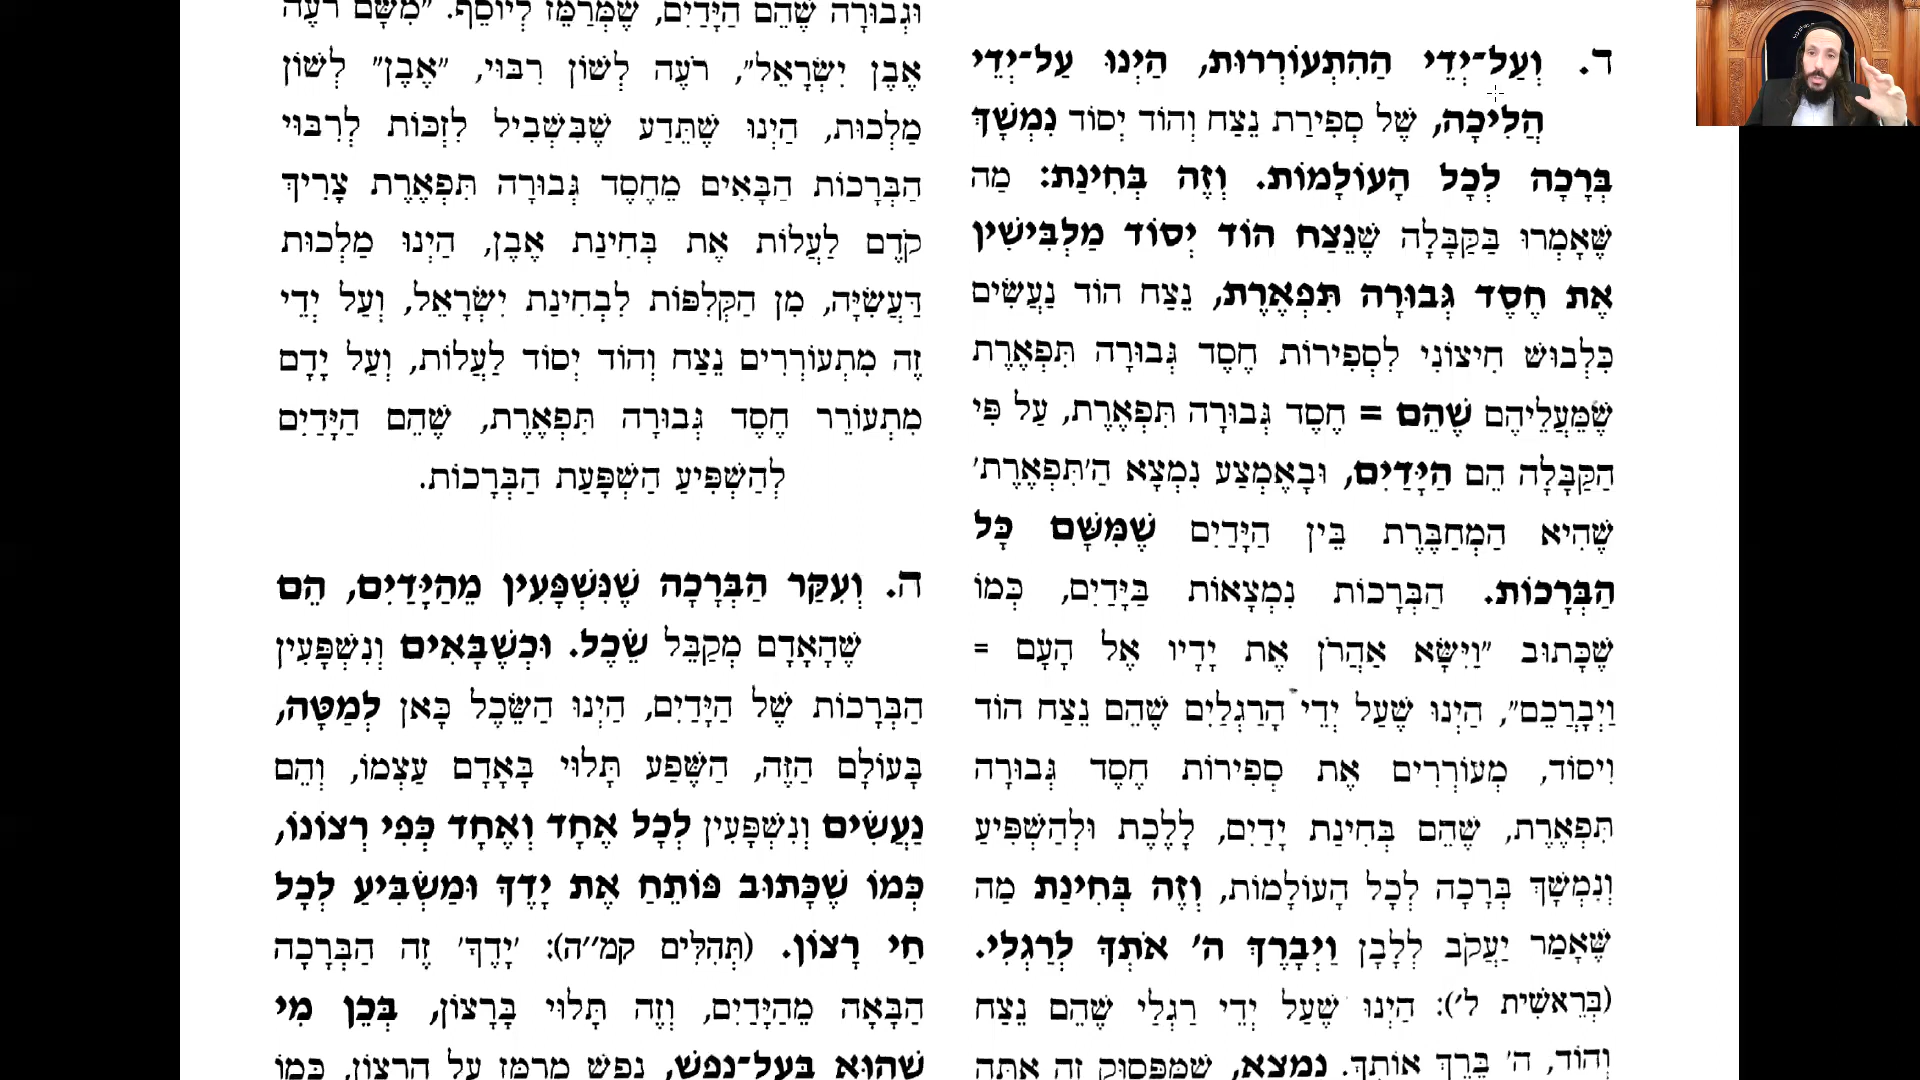 ד. וְעַל־יְדֵי הַהִתְעוֹרְרוּת, הַיְנוּ עַל־יְדֵי
הֲלִיכָה, שֶׁל סְפִירַת נֵצַח וְהוֹד יְסוֹד נִמְשָׁךְ
בְּרָכָה לְכָל הָעוֹלָמוֹת. וְזֶה בְּחִינַת: מַה
שֶּׁאָמְרוּ בַּקַּבָּלָה שֶׁנֵּצַח הוֹד יְסוֹד מַלְבִּישִׁין
אֶת חֶסֶד גְּבוּרָה תִּפְאֶרֶת, נֵצַח הוֹד נַעֲשִׂים
כִּלְבוּשׁ חִיצוֹנִי לִסְפִירוֹת חֶסֶד גְּבוּרָה תִּפְאֶרֶת
שֶׁמֵּעֲלֵיהֶם שֶׁהֵם = חֶסֶד גְּבוּרָה תִּפְאֶרֶת, עַל פִּי
הַקַּבָּלָה הֵם הַיָּדַיִם, וּבָאֶמְצַע נִמְצָא הַ'תִּפְאֶרֶת'
שֶׁהִיא הַמְחַבֶּרֶת בֵּין הַיָּדַיִם שֶׁמִּשָּׁם כָּל
הַבְּרָכוֹת. הַבְּרָכוֹת נִמְצָאוֹת בַּיָּדַיִם, כְּמוֹ
שֶׁכָּתוּב "וַיִּשָּׂא אַהֲרֹן אֶת יָדָיו אֶל הָעָם =
וַיְבָרְכֵם", הַיְנוּ שֶׁעַל יְדֵי הָרַגְלַיִם שֶׁהֵם נֵצַח הוֹד
וִיסוֹד, מְעוֹרְרִים אֶת סְפִירוֹת חֶסֶד גְּבוּרָה
תִּפְאֶרֶת, שֶׁהֵם בְּחִינַת יָדַיִם, לָלֶכֶת וּלְהַשְׁפִּיעַ
וְנִמְשָׁךְ בְּרָכָה לְכָל הָעוֹלָמוֹת, וְזֶה בְּחִינַת מַה
שֶּׁאָמַר יַעֲקֹב לְלָבָן וַיְבָרֶךְ ה' אֹתְךָ לְרַגְלִי.
(בְּרֵאשִׁית ל'): הַיְנוּ שֶׁעַל יְדֵי רַגְלַי שֶׁהֵם נֵצַח
וְהוֹד, ה' בֵּרֵךְ אוֹתְךָ. נִמְצָא, שֶׁמִּפָּסוּק זֶה אַתָּה
וּגְבוּרָה שֶׁהֵם הַיָּדַיִם, שֶׁמְּרַמֵּז לְיוֹסֵף. "מִשָּׁם רֹעֶה
אֶבֶן יִשְׂרָאֵל", רֹעֶה לְשׁוֹן רִבּוּי, "אֶבֶן" לְשׁוֹן
מַלְכוּת, הַיְנוּ שֶׁתֵּדַע שֶׁבִּשְׁבִיל לִזְכּוֹת לְרִבּוּי
הַבְּרָכוֹת הַבָּאִים מֵחֶסֶד גְּבוּרָה תִּפְאֶרֶת צָרִיךְ
קֹדֶם לַעֲלוֹת אֶת בְּחִינַת אֶבֶן, הַיְנוּ מַלְכוּת
דַּעֲשִׂיָּה, מִן הַקְּלִפּוֹת לִבְחִינַת יִשְׂרָאֵל, וְעַל יְדֵי
זֶה מִתְעוֹרְרִים נֵצַח וְהוֹד יְסוֹד לַעֲלוֹת, וְעַל יָדָם
מִתְעוֹרֵר חֶסֶד גְּבוּרָה תִּפְאֶרֶת, שֶׁהֵם הַיָּדַיִם
לְהַשְׁפִּיעַ הַשְׁפָּעַת הַבְּרָכוֹת.
ה. וְעִקַּר הַבְּרָכָה שֶׁנִּשְׁפָּעִין מֵהַיָּדַיִם, הֵם
שֶׁהָאָדָם מְקַבֵּל שֵׂכֶל. וּכְשֶׁבָּאִים וְנִשְׁפָּעִין
הַבְּרָכוֹת שֶׁל הַיָּדַיִם, הַיְנוּ הַשֵּׂכֶל כָּאן לְמַטָּה,
בָּעוֹלָם הַזֶּה, הַשֶּׁפַע תָּלוּי בָּאָדָם עַצְמוֹ, וְהֵם
נַעֲשִׂים וְנִשְׁפָּעִין לְכָל אֶחָד וְאֶחָד כְּפִי רְצוֹנוֹ,
כְּמוֹ שֶׁכָּתוּב פּוֹתֵחַ אֶת יָדֶךָ וּמַשְׂבִּיעַ לְכָל
חַי רָצוֹן. (תְּהִלִּים קמ''ה): 'יָדֶךָ' זֶה הַבְּרָכָה
הַבָּאָה מֵהַיָּדַיִם, וְזֶה תָּלוּי בָּרָצוֹן, בְּכֵן מִי
שֶׁהוּא בַּעַל־נֶפֶשׁ, נֶפֶשׁ מְרַמֵּז עַל הָרָצוֹן, כְּמוֹ